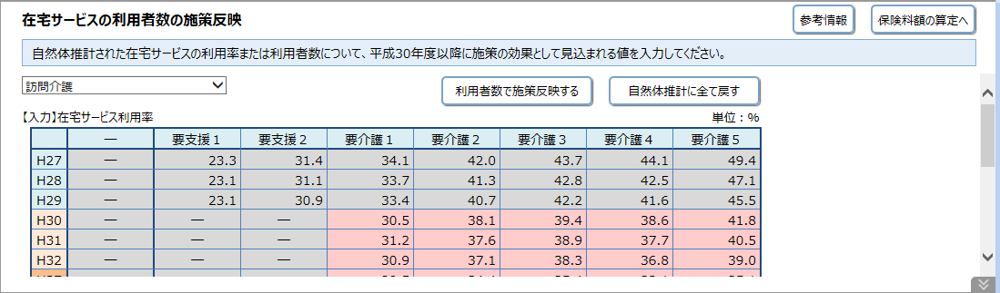 在宅サービスの利用者数の施策反映
参考情報 保険料額の算定へ
自然体推計された在宅サービスの利用率または利用者数について、平成30年度以降に施策の効果として見込まれる値を入力してください。
訪問介護 利用者数で施策反映する 自然体推計に全て戻す
【入力】在宅サービス利用率 単位：%
― 要支援1 要支援2 要介護1 要介護2 要介護3 要介護4 要介護5
H27 ― 23.3 31.4 34.1 42.0 43.7 44.1 49.4
H28 ― 23.1 31.1 33.7 41.3 42.8 42.5 47.1
H29 ― 23.1 30.9 33.4 40.7 42.2 41.6 45.5
H30 ― ― ― 30.5 38.1 39.4 38.6 41.8
H31 ― ― ― 31.2 37.6 38.9 37.7 40.5
H32 ― ― ― 30.9 37.1 38.3 36.8 39.0